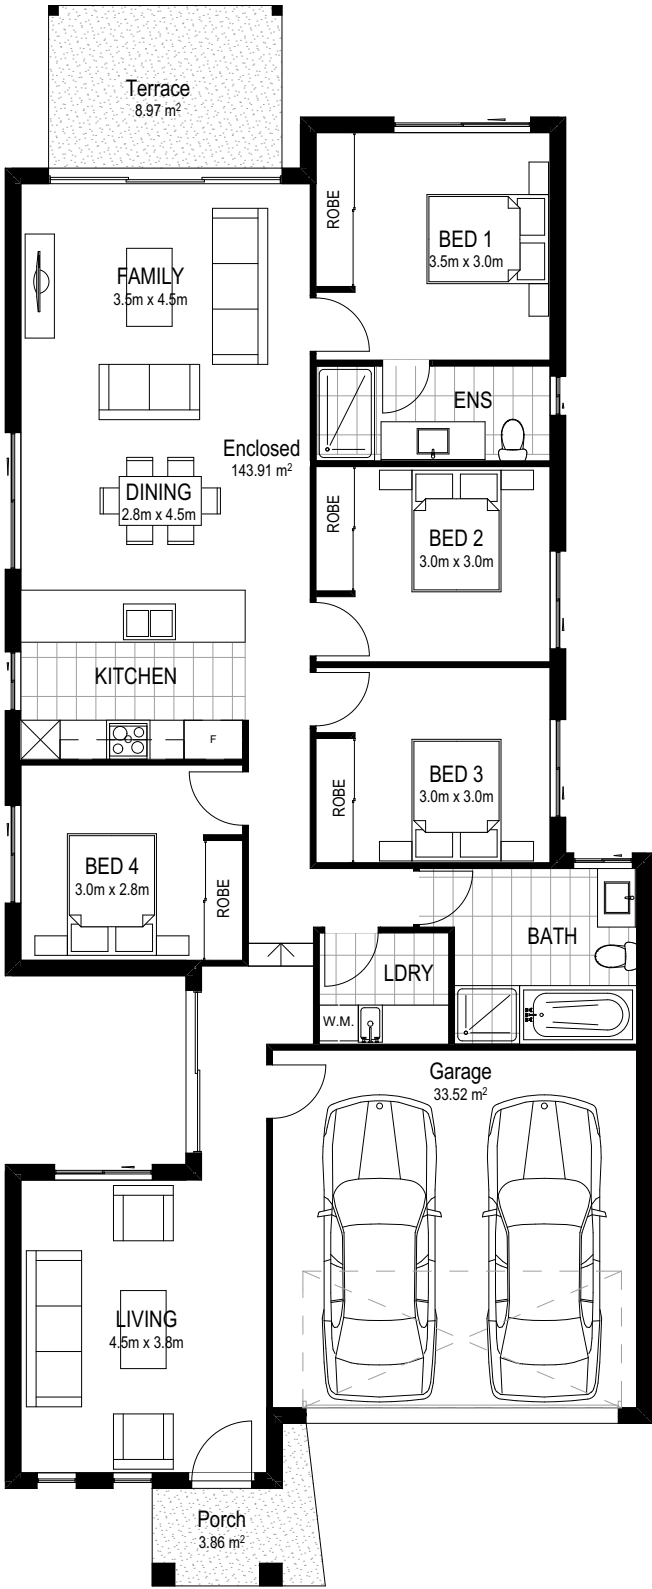 Terrace
8.97 m²
ROBE
BED 1
3.5m x 3.0m
FAMILY
3.5m x 4.5m
ENS
Enclosed
143.91 m²
DINING
2.8m x 4.5m
ROBE
BED 2
3.0m x 3.0m
KITCHEN
F
BED 3
3.0m x 3.0m
ROBE
BED 4
3.0m x 2.8m
ROBE
BATH
LDRY
W.M.
Garage
33.52 m²
LIVING
4.5m x 3.8m
Porch
3.86 m²